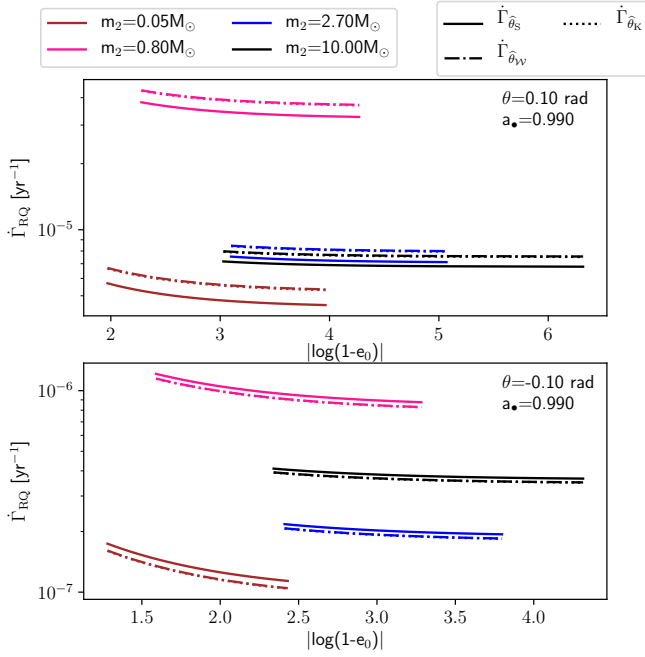 m₂=0.05M⊙ m₂=2.70M⊙
m₂=0.80M⊙ m₂=10.00M⊙
Γ̇_θ̂S Γ̇_θ̂K
Γ̇_θ̂𝒲
θ=0.10 rad
a•=0.990
10⁻⁵
Γ̇RQ [yr⁻¹]
2 3 4 5 6
|log(1-e₀)|
θ=-0.10 rad
a•=0.990
10⁻⁶
10⁻⁷
Γ̇RQ [yr⁻¹]
1.5 2.0 2.5 3.0 3.5 4.0
|log(1-e₀)|